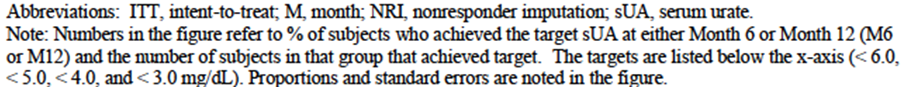 Abbreviations: ITT, intent-to-treat; M, month; NRI, nonresponder imputation; sUA, serum urate.
Note: Numbers in the figure refer to % of subjects who achieved the target sUA at either Month 6 or Month 12 (M6
or M12) and the number of subjects in that group that achieved target. The targets are listed below the x-axis (< 6.0,
< 5.0, < 4.0, and < 3.0 mg/dL). Proportions and standard errors are noted in the figure.